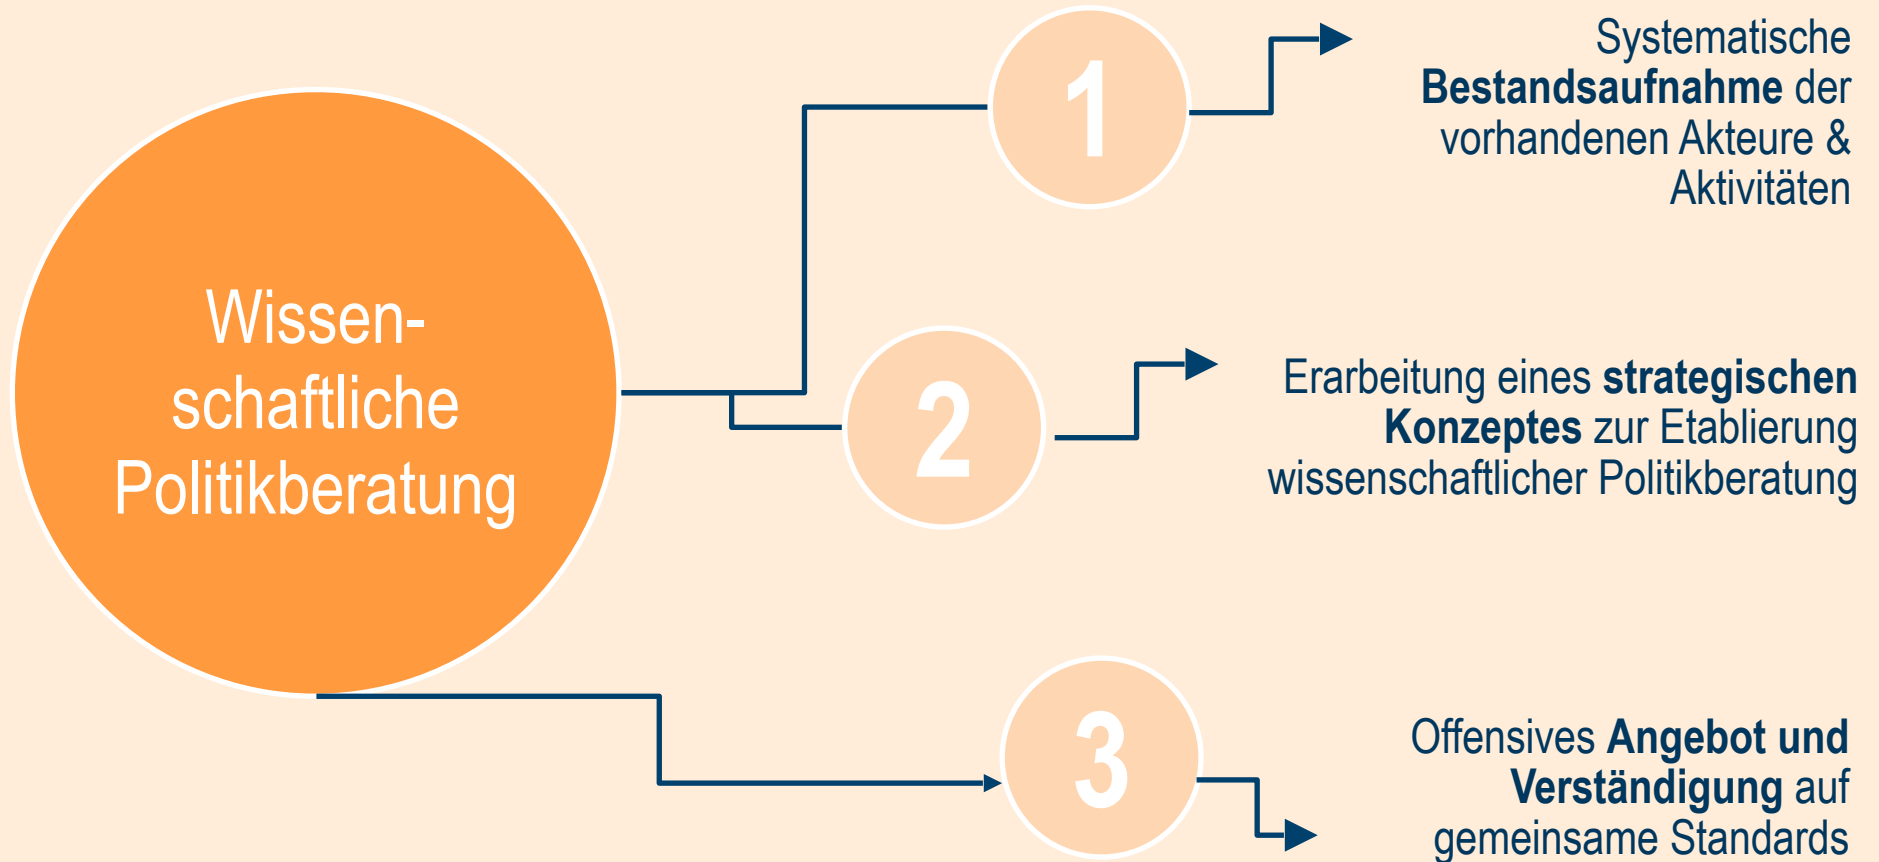 Wissen-
schaftliche
Politikberatung
1
Systematische
Bestandsaufnahme der
vorhandenen Akteure &
Aktivitäten
2
Erarbeitung eines strategischen
Konzeptes zur Etablierung
wissenschaftlicher Politikberatung
3
Offensives Angebot und
Verständigung auf
gemeinsame Standards